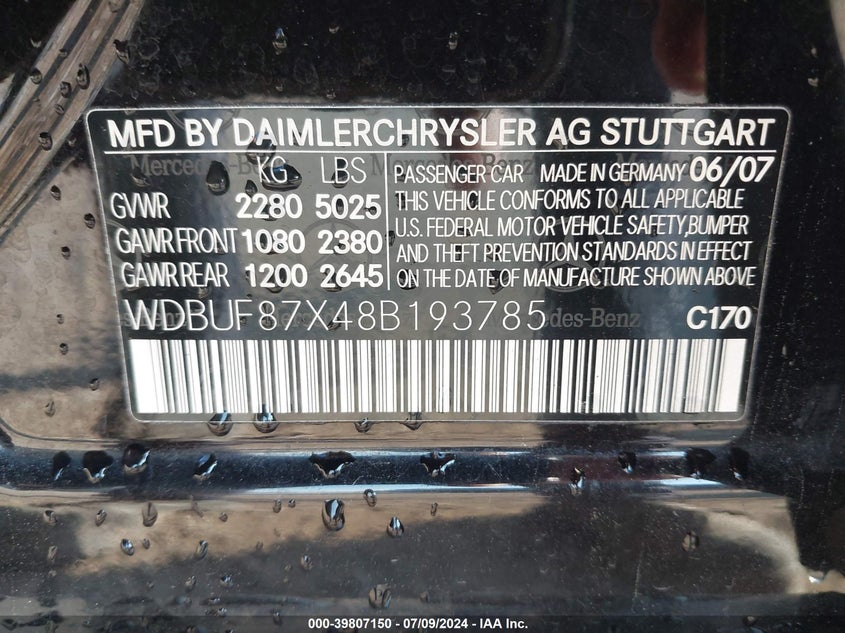 MFD BY DAIMLERCHRYSLER AG STUTTGART
Mercedes-Benz
KG LBS
GVWR 2280 5025
GAWR FRONT 1080 2380
GAWR REAR 1200 2645
PASSENGER CAR MADE IN GERMANY 06/07
THIS VEHICLE CONFORMS TO ALL APPLICABLE
U.S. FEDERAL MOTOR VEHICLE SAFETY,BUMPER
AND THEFT PREVENTION STANDARDS IN EFFECT
ON THE DATE OF MANUFACTURE SHOWN ABOVE
WDBUF87X48B193785 C170
000-39807150 / 07/09/2024 - IAA Inc.